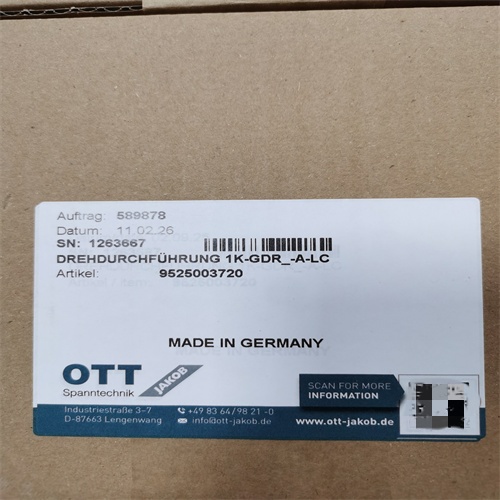 Auftrag: 589878
Datum: 11.02.26
SN: 1263667
DREHDURCHFÜHRUNG 1K-GDR_-A-LC
Artikel: 9525003720
MADE IN GERMANY
OTT
JAKOB
Spanntechnik
SCAN FOR MORE
INFORMATION
Industriestraße 3–7
D-87663 Lengenwang
+49 83 64/98 21 -0
info@ott-jakob.de
www.ott-jakob.de